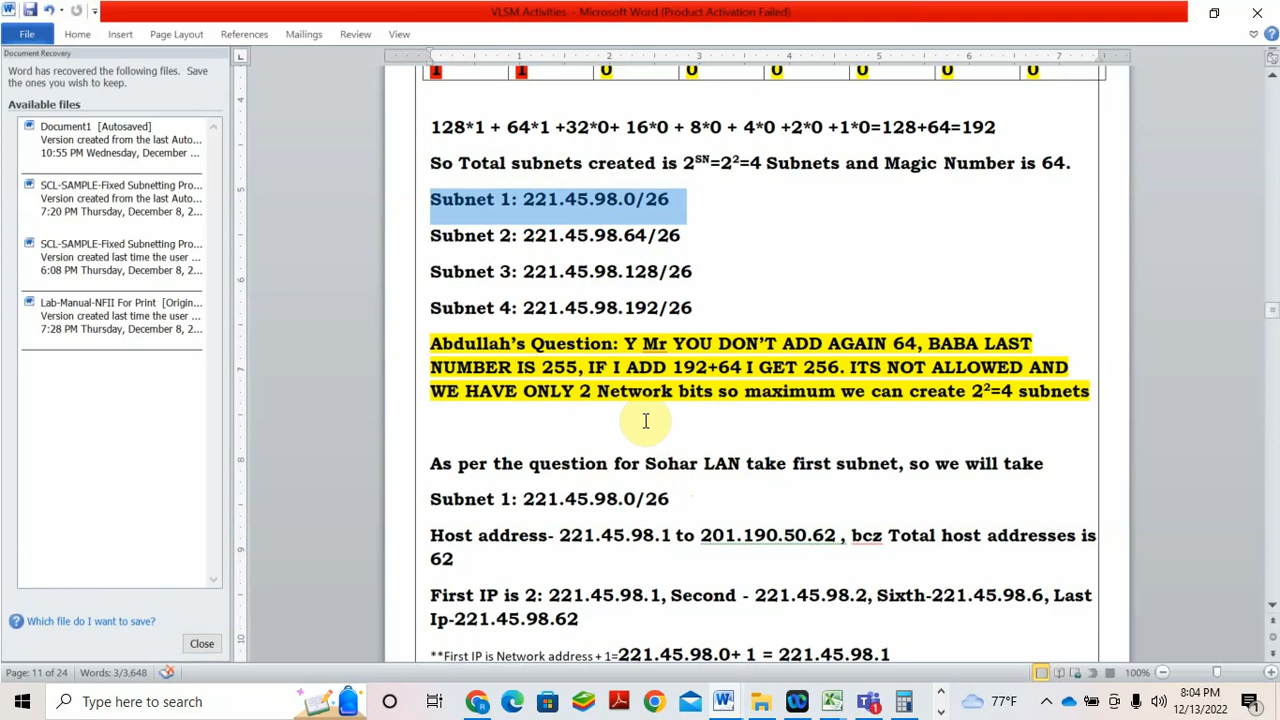 VLSM Activities - Microsoft Word (Product Activation Failed)
File Home Insert Page Layout References Mailings Review View
Document Recovery
Word has recovered the following files. Save
the ones you wish to keep.
Available files
Document1 [Autosaved]
Version created from the last Auto...
10:55 PM Wednesday, December ...
SCL-SAMPLE-Fixed Subnetting Pro...
Version created from the last Auto...
7:20 PM Thursday, December 8, 2...
SCL-SAMPLE-Fixed Subnetting Pro...
Version created last time the user ...
6:08 PM Thursday, December 8, 2...
Lab-Manual-NFII For Print [Origin...
Version created last time the user ...
7:28 PM Thursday, December 8, 2...
Which file do I want to save?
Close
1 1 0 0 0 0 0 0
128*1 + 64*1 +32*0+ 16*0 + 8*0 + 4*0 +2*0 +1*0=128+64=192
So Total subnets created is 2^SN=2^2=4 Subnets and Magic Number is 64.
Subnet 1: 221.45.98.0/26
Subnet 2: 221.45.98.64/26
Subnet 3: 221.45.98.128/26
Subnet 4: 221.45.98.192/26
Abdullah’s Question: Y Mr YOU DON’T ADD AGAIN 64, BABA LAST
NUMBER IS 255, IF I ADD 192+64 I GET 256. ITS NOT ALLOWED AND
WE HAVE ONLY 2 Network bits so maximum we can create 2^2=4 subnets
As per the question for Sohar LAN take first subnet, so we will take
Subnet 1: 221.45.98.0/26
Host address- 221.45.98.1 to 201.190.50.62 , bcz Total host addresses is
62
First IP is 2: 221.45.98.1, Second - 221.45.98.2, Sixth-221.45.98.6, Last
Ip-221.45.98.62
**First IP is Network address + 1=221.45.98.0+ 1 = 221.45.98.1
Page: 11 of 24 Words: 3/3,648 100%
Type here to search
77°F
8:04 PM
12/13/2022